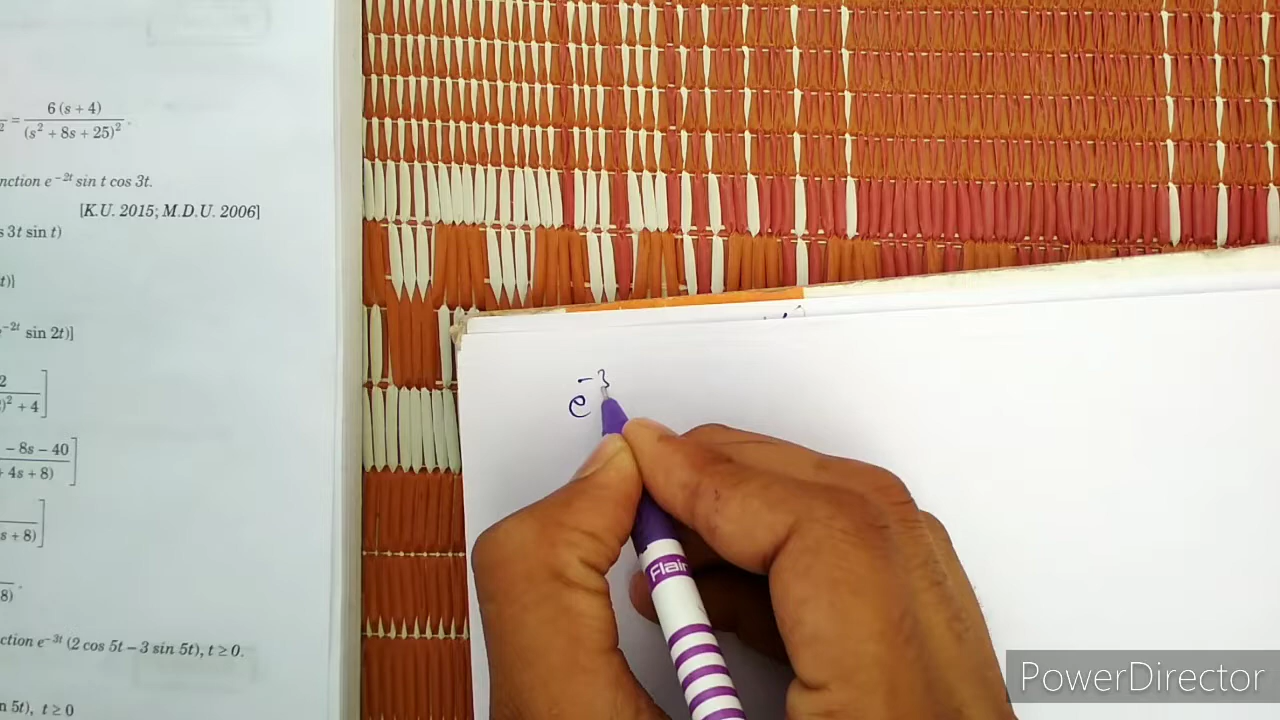 = 6 (s + 4) / (s² + 8s + 25)² .
nction e⁻²ᵗ sin t cos 3t.
[K.U. 2015; M.D.U. 2006]
s 3t sin t)
t)]
⁻²ᵗ sin 2t)]
2 / )² + 4 ]
– 8s – 40 / + 4s + 8) ]
s + 8) ]
8) .
ction e⁻³ᵗ (2 cos 5t – 3 sin 5t), t ≥ 0.
n 5t), t ≥ 0
e⁻³
Flair
PowerDirector